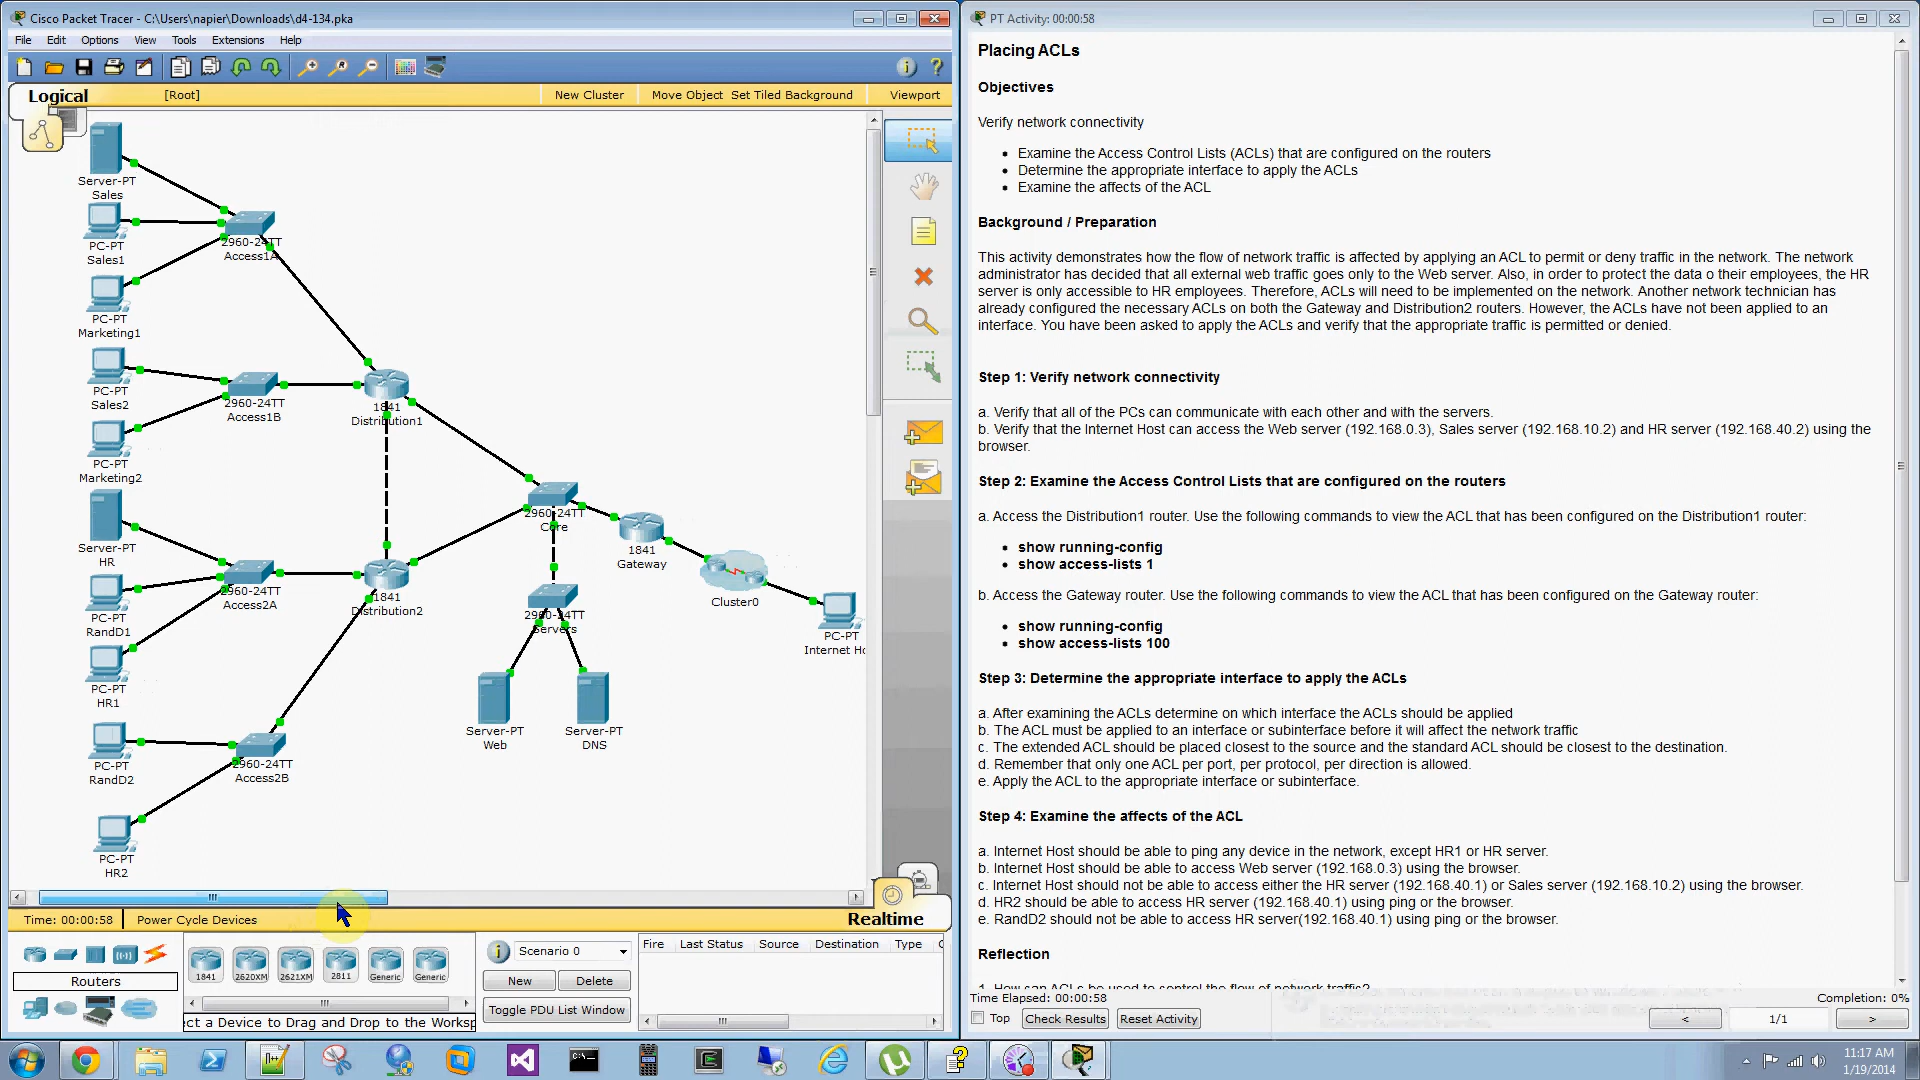 Cisco Packet Tracer - C:\Users\napier\Downloads\d4-134.pka
File Edit Options View Tools Extensions Help
Logical
[Root]
New Cluster
Move Object
Set Tiled Background
Viewport
Server-PT
Sales
PC-PT
Sales1
2960-24TT
Access1A
PC-PT
Marketing1
PC-PT
Sales2
2960-24TT
Access1B
1841
Distribution1
PC-PT
Marketing2
2960-24TT
Core
Server-PT
HR
1841
Gateway
2960-24TT
Access2A
1841
Distribution2
Cluster0
PC-PT
RandD1
2960-24TT
Servers
PC-PT
Internet Ho
PC-PT
HR1
Server-PT
Web
Server-PT
DNS
PC-PT
RandD2
2960-24TT
Access2B
PC-PT
HR2
Time: 00:00:58
Power Cycle Devices
Realtime
Routers
1841
2620XM
2621XM
2811
Generic
Generic
ct a Device to Drag and Drop to the Worksp
Scenario 0
New
Delete
Toggle PDU List Window
Fire Last Status Source Destination Type
PT Activity: 00:00:58
Placing ACLs
Objectives
Verify network connectivity
• Examine the Access Control Lists (ACLs) that are configured on the routers
• Determine the appropriate interface to apply the ACLs
• Examine the affects of the ACL
Background / Preparation
This activity demonstrates how the flow of network traffic is affected by applying an ACL to permit or deny traffic in the network. The network
administrator has decided that all external web traffic goes only to the Web server. Also, in order to protect the data o their employees, the HR
server is only accessible to HR employees. Therefore, ACLs will need to be implemented on the network. Another network technician has
already configured the necessary ACLs on both the Gateway and Distribution2 routers. However, the ACLs have not been applied to an
interface. You have been asked to apply the ACLs and verify that the appropriate traffic is permitted or denied.
Step 1: Verify network connectivity
a. Verify that all of the PCs can communicate with each other and with the servers.
b. Verify that the Internet Host can access the Web server (192.168.0.3), Sales server (192.168.10.2) and HR server (192.168.40.2) using the
browser.
Step 2: Examine the Access Control Lists that are configured on the routers
a. Access the Distribution1 router. Use the following commands to view the ACL that has been configured on the Distribution1 router:
• show running-config
• show access-lists 1
b. Access the Gateway router. Use the following commands to view the ACL that has been configured on the Gateway router:
• show running-config
• show access-lists 100
Step 3: Determine the appropriate interface to apply the ACLs
a. After examining the ACLs determine on which interface the ACLs should be applied
b. The ACL must be applied to an interface or subinterface before it will affect the network traffic
c. The extended ACL should be placed closest to the source and the standard ACL should be closest to the destination.
d. Remember that only one ACL per port, per protocol, per direction is allowed.
e. Apply the ACL to the appropriate interface or subinterface.
Step 4: Examine the affects of the ACL
a. Internet Host should be able to ping any device in the network, except HR1 or HR server.
b. Internet Host should be able to access Web server (192.168.0.3) using the browser.
c. Internet Host should not be able to access either the HR server (192.168.40.1) or Sales server (192.168.10.2) using the browser.
d. HR2 should be able to access HR server (192.168.40.1) using ping or the browser.
e. RandD2 should not be able to access HR server(192.168.40.1) using ping or the browser.
Reflection
1. How can ACLs be used to control the flow of network traffic?
Time Elapsed: 00:00:58
Completion: 0%
Top
Check Results
Reset Activity
<
1/1
>
11:17 AM
1/19/2014